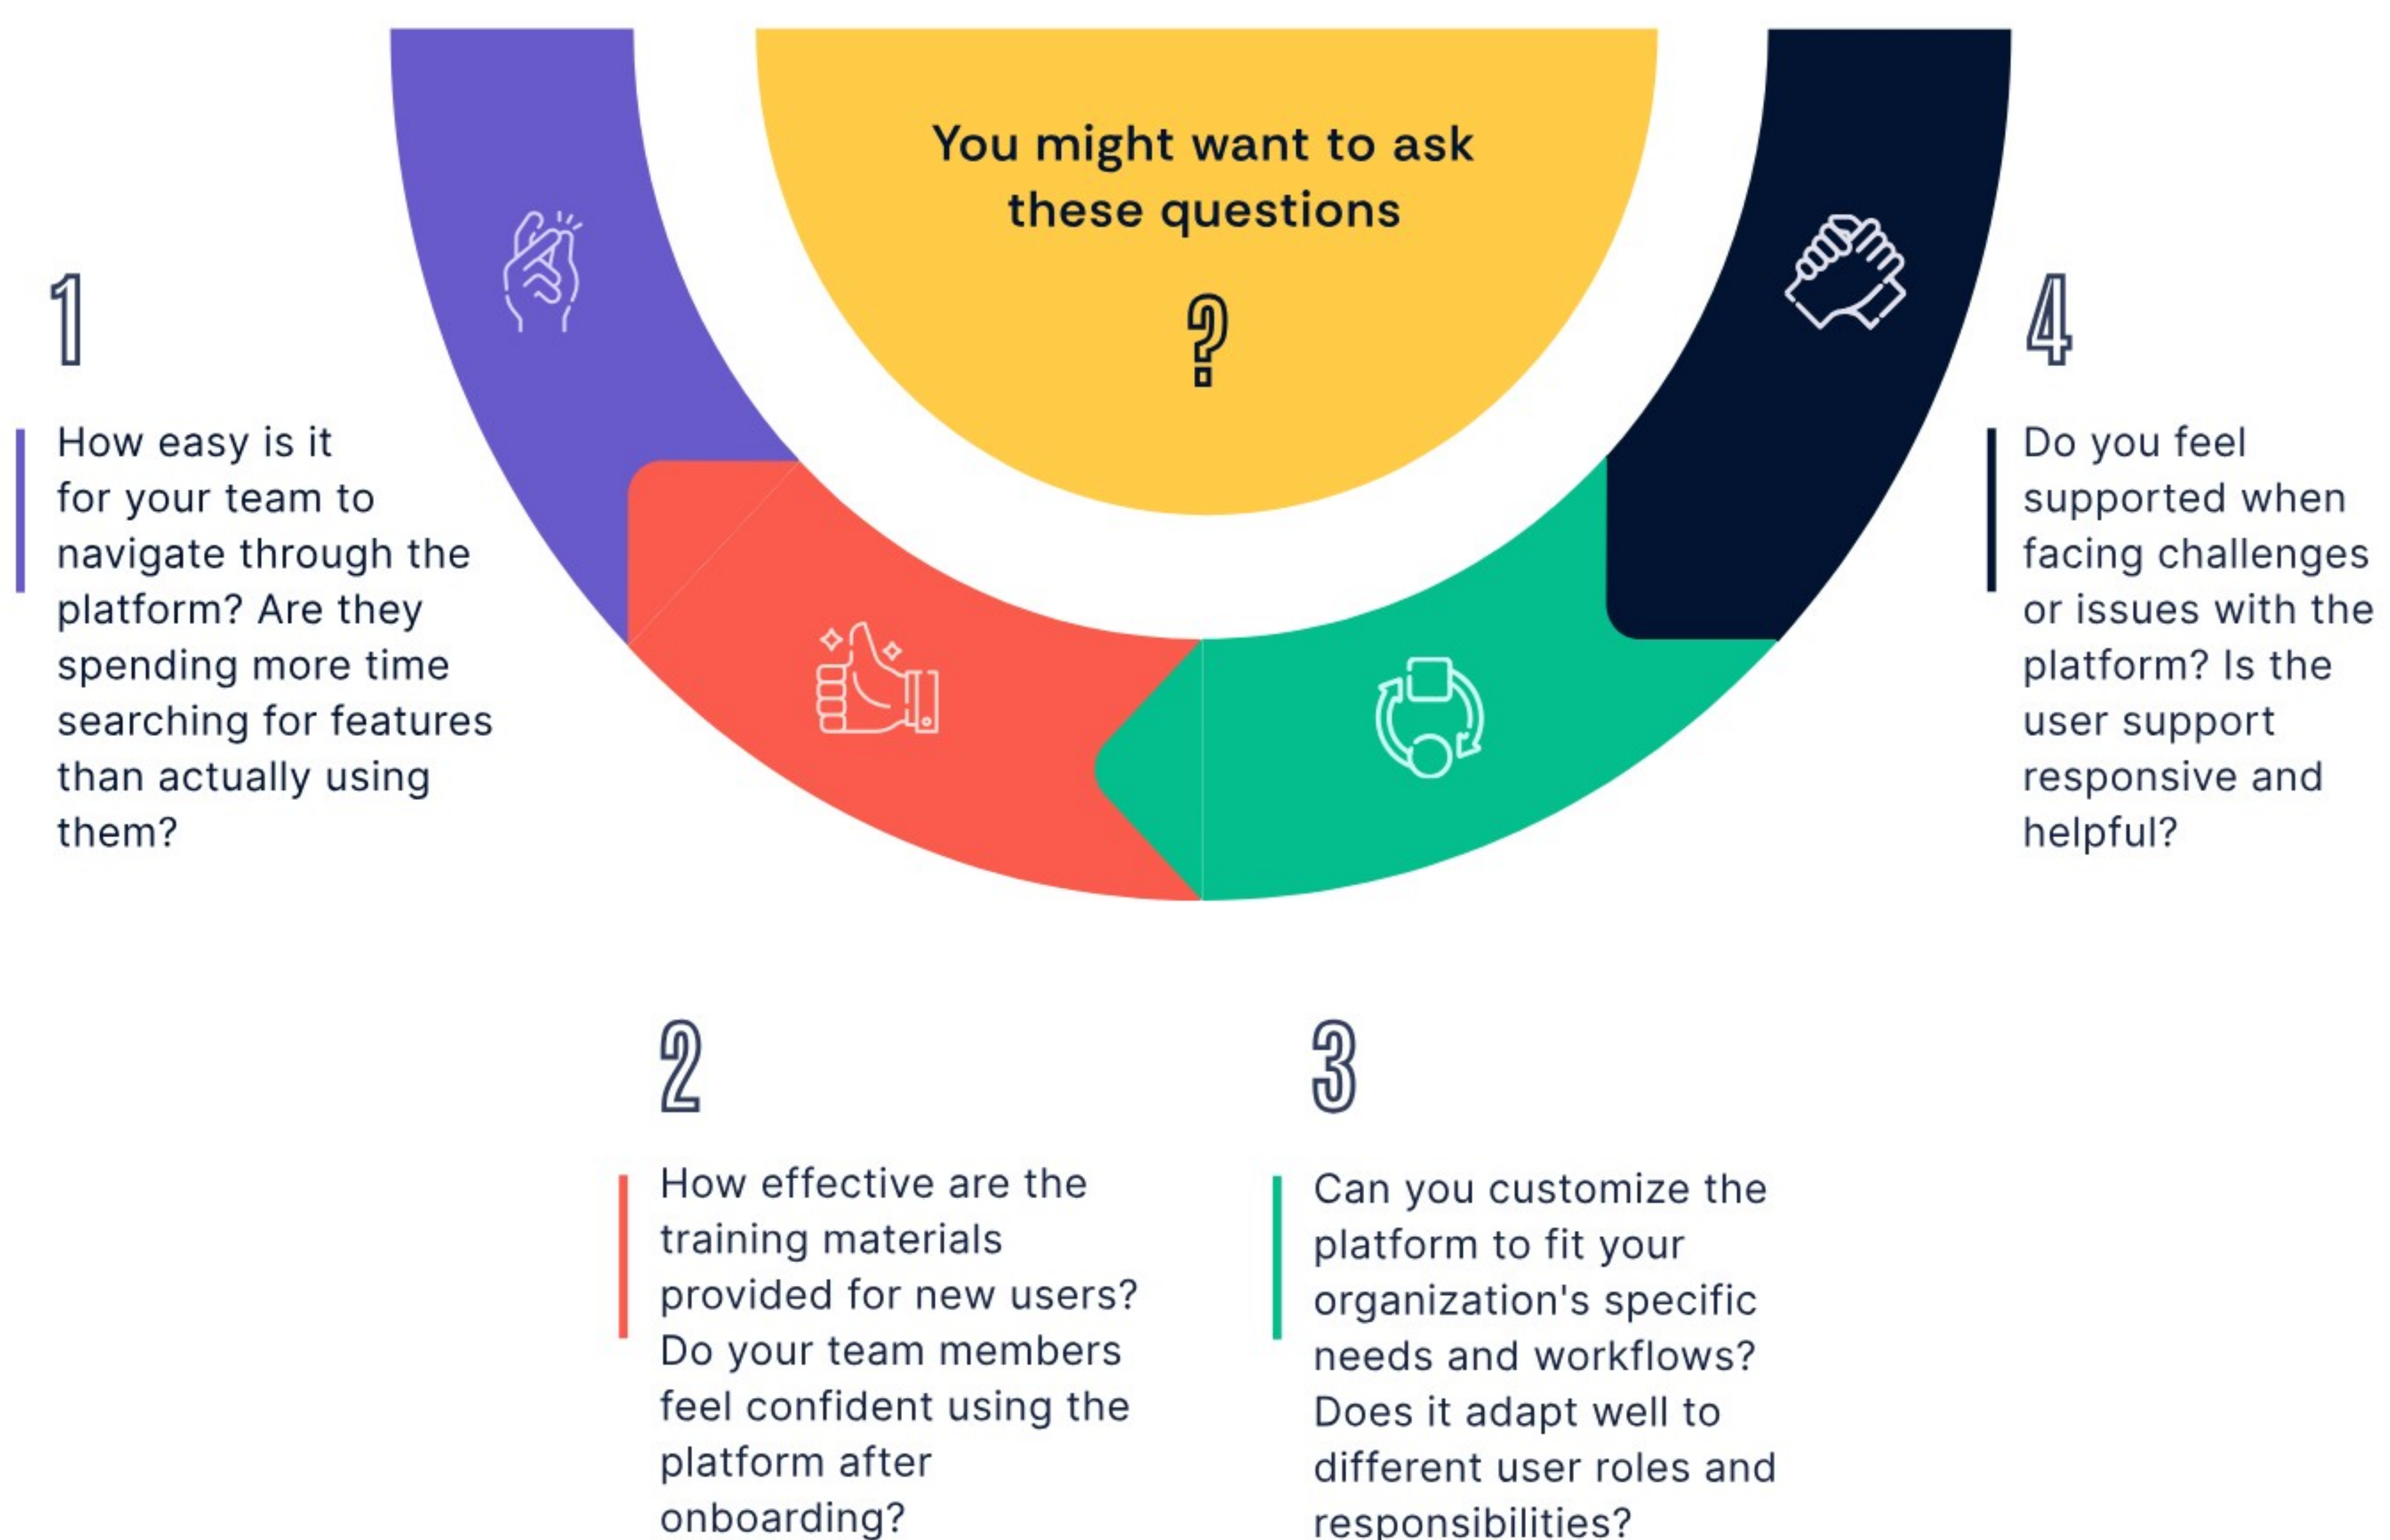 You might want to ask
these questions
?
1
How easy is it
for your team to
navigate through the
platform? Are they
spending more time
searching for features
than actually using
them?
2
How effective are the
training materials
provided for new users?
Do your team members
feel confident using the
platform after
onboarding?
3
Can you customize the
platform to fit your
organization's specific
needs and workflows?
Does it adapt well to
different user roles and
responsibilities?
4
Do you feel
supported when
facing challenges
or issues with the
platform? Is the
user support
responsive and
helpful?